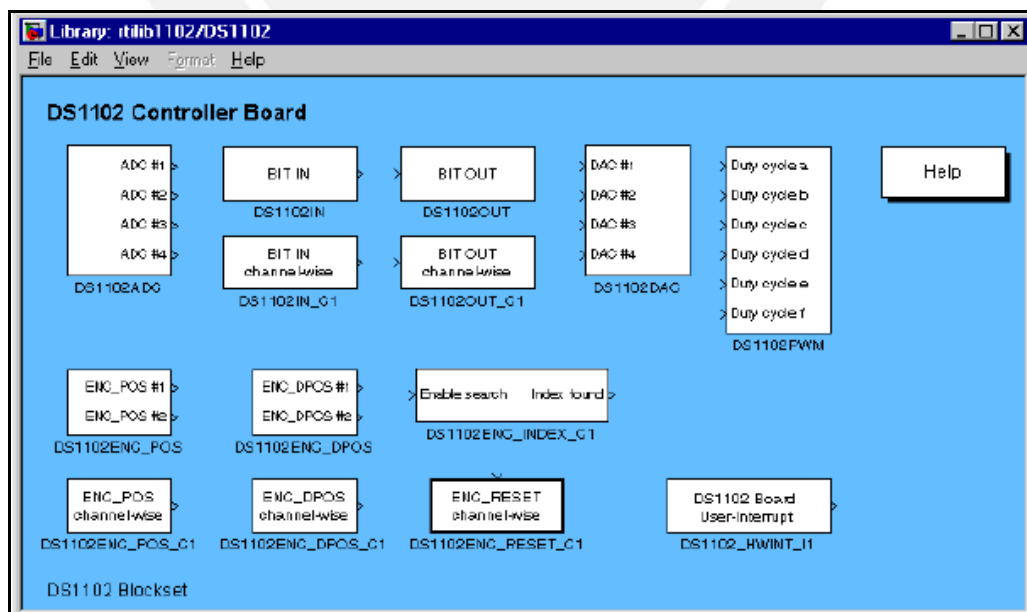 Library: rtilib1102/DS1102
File Edit View Format Help
DS1102 Controller Board
ADC #1
ADC #2
ADC #3
ADC #4
DS1102ADC
BIT IN
DS1102IN
BIT OUT
DS1102OUT
BIT IN
channel-wise
DS1102IN_C1
BIT OUT
channel-wise
DS1102OUT_C1
DAC #1
DAC #2
DAC #3
DAC #4
DS1102DAC
Duty cycle a
Duty cycle b
Duty cycle c
Duty cycle d
Duty cycle e
Duty cycle f
DS1102PWM
Help
ENC_POS #1
ENC_POS #2
DS1102ENC_POS
ENC_DPOS #1
ENC_DPOS #2
DS1102ENC_DPOS
Enable search Index found
DS1102ENC_INDEX_C1
ENC_POS
channel-wise
DS1102ENC_POS_C1
ENC_DPOS
channel-wise
DS1102ENC_DPOS_C1
ENC_RESET
channel-wise
DS1102ENC_RESET_C1
DS1102 Board
User-Interrupt
DS1102_HWINT_I1
DS1102 Blockset